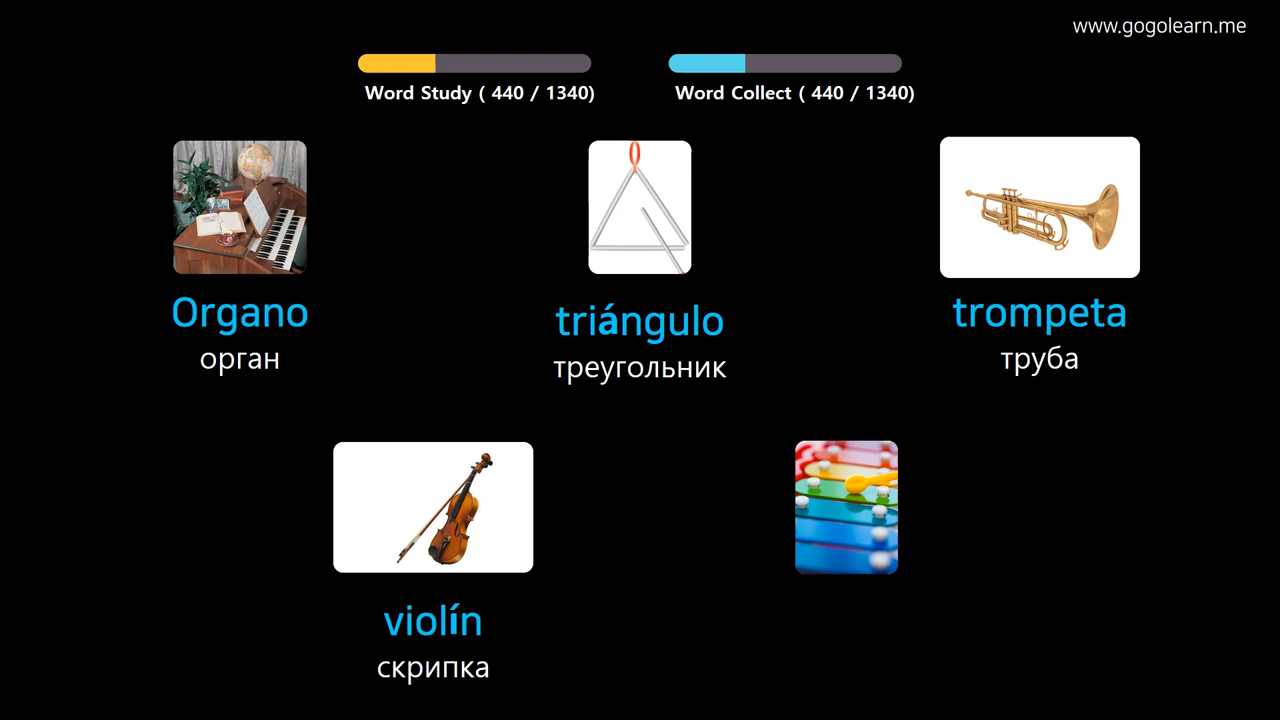 www.gogolearn.me
Word Study ( 440 / 1340)
Word Collect ( 440 / 1340)
Organo
орган
triángulo
треугольник
trompeta
труба
violín
скрипка